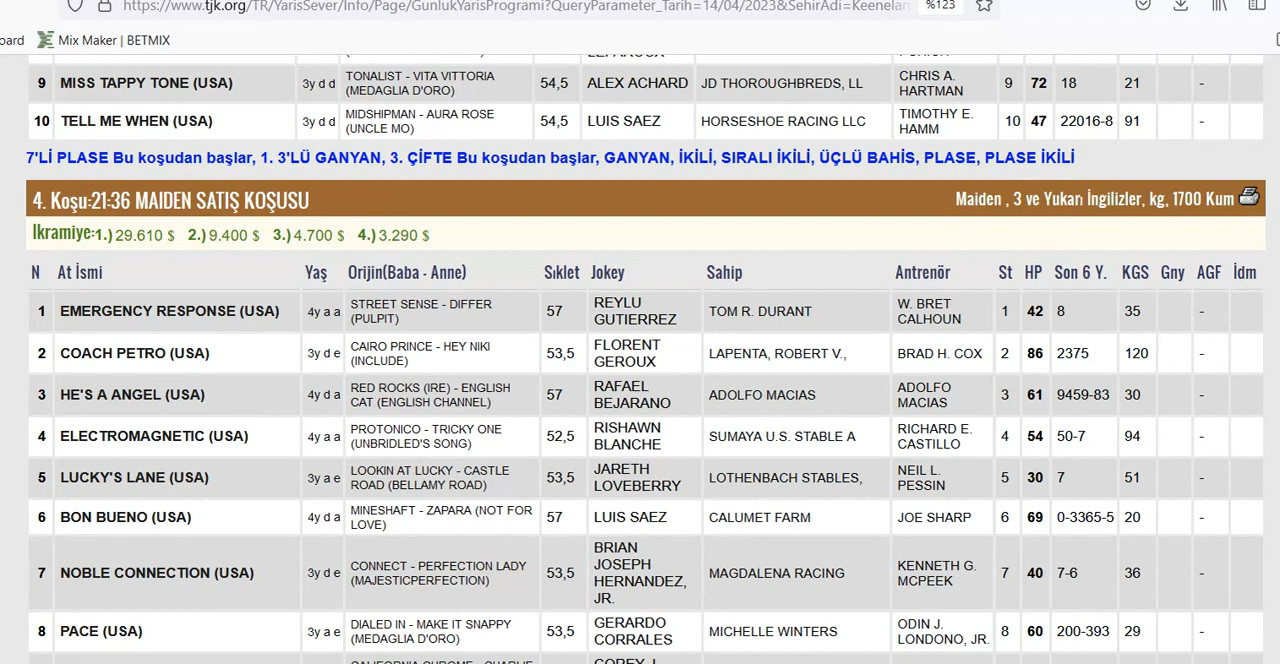 https://www.tjk.org/TR/YarisSever/Info/Page/GunlukYarisProgrami?QueryParameter_Tarih=14/04/2023&SehirAdi=Keenelan %123
oard Mix Maker | BETMIX
9 MISS TAPPY TONE (USA) 3y d d TONALIST - VITA VITTORIA (MEDAGLIA D'ORO) 54,5 ALEX ACHARD JD THOROUGHBREDS, LL CHRIS A. HARTMAN 9 72 18 21 -
10 TELL ME WHEN (USA) 3y d d MIDSHIPMAN - AURA ROSE (UNCLE MO) 54,5 LUIS SAEZ HORSESHOE RACING LLC TIMOTHY E. HAMM 10 47 22016-8 91 -
7'Lİ PLASE Bu koşudan başlar, 1. 3'LÜ GANYAN, 3. ÇİFTE Bu koşudan başlar, GANYAN, İKİLİ, SIRALI İKİLİ, ÜÇLÜ BAHİS, PLASE, PLASE İKİLİ
4. Koşu:21:36 MAIDEN SATIŞ KOŞUSU Maiden , 3 ve Yukarı İngilizler, kg, 1700 Kum
İkramiye:1.) 29.610 $ 2.) 9.400 $ 3.) 4.700 $ 4.) 3.290 $
N At İsmi Yaş Orijin(Baba - Anne) Sıklet Jokey Sahip Antrenör St HP Son 6 Y. KGS Gny AGF İdm
1 EMERGENCY RESPONSE (USA) 4y a a STREET SENSE - DIFFER (PULPIT) 57 REYLU GUTIERREZ TOM R. DURANT W. BRET CALHOUN 1 42 8 35 -
2 COACH PETRO (USA) 3y d e CAIRO PRINCE - HEY NIKI (INCLUDE) 53,5 FLORENT GEROUX LAPENTA, ROBERT V., BRAD H. COX 2 86 2375 120 -
3 HE'S A ANGEL (USA) 4y d a RED ROCKS (IRE) - ENGLISH CAT (ENGLISH CHANNEL) 57 RAFAEL BEJARANO ADOLFO MACIAS ADOLFO MACIAS 3 61 9459-83 30 -
4 ELECTROMAGNETIC (USA) 4y a a PROTONICO - TRICKY ONE (UNBRIDLED'S SONG) 52,5 RISHAWN BLANCHE SUMAYA U.S. STABLE A RICHARD E. CASTILLO 4 54 50-7 94 -
5 LUCKY'S LANE (USA) 3y a e LOOKIN AT LUCKY - CASTLE ROAD (BELLAMY ROAD) 53,5 JARETH LOVEBERRY LOTHENBACH STABLES, NEIL L. PESSIN 5 30 7 51 -
6 BON BUENO (USA) 4y d a MINESHAFT - ZAPARA (NOT FOR LOVE) 57 LUIS SAEZ CALUMET FARM JOE SHARP 6 69 0-3365-5 20 -
7 NOBLE CONNECTION (USA) 3y d e CONNECT - PERFECTION LADY (MAJESTICPERFECTION) 53,5 BRIAN JOSEPH HERNANDEZ, JR. MAGDALENA RACING KENNETH G. MCPEEK 7 40 7-6 36 -
8 PACE (USA) 3y a e DIALED IN - MAKE IT SNAPPY (MEDAGLIA D'ORO) 53,5 GERARDO CORRALES MICHELLE WINTERS ODIN J. LONDONO, JR. 8 60 200-393 29 -